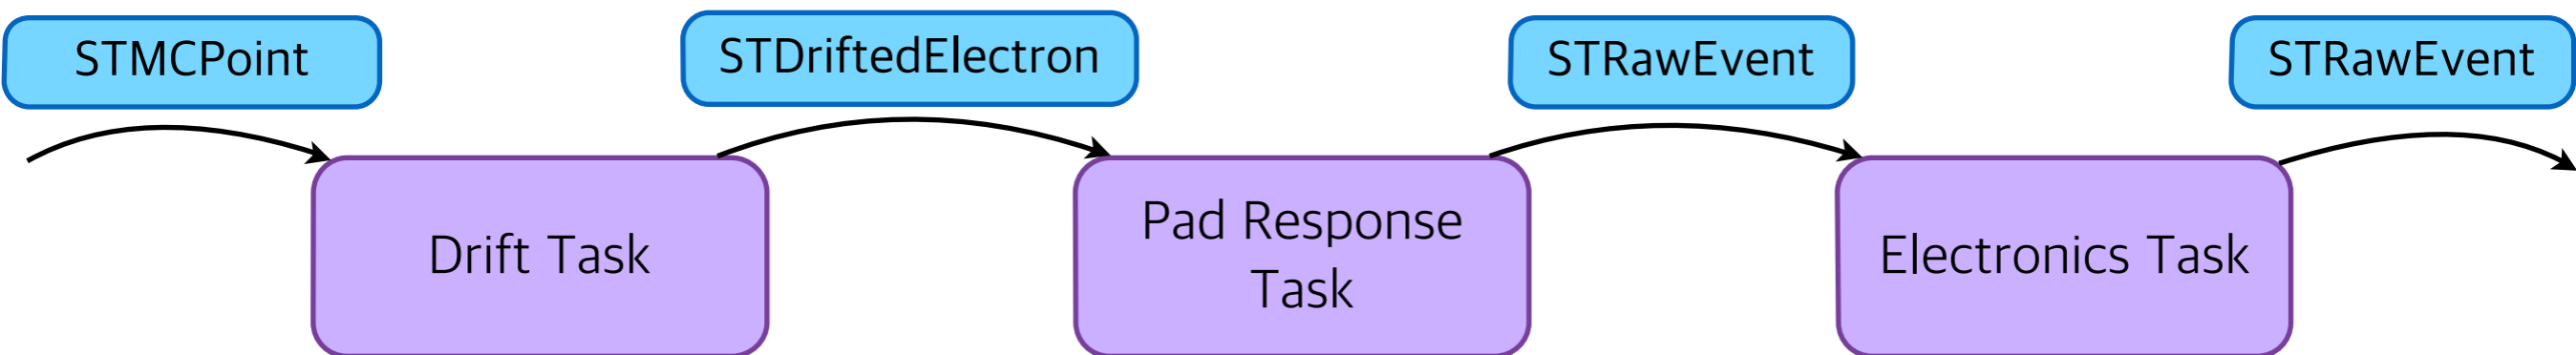 STMCPoint
STDriftedElectron
STRawEvent
STRawEvent
Drift Task
Pad Response
Task
Electronics Task